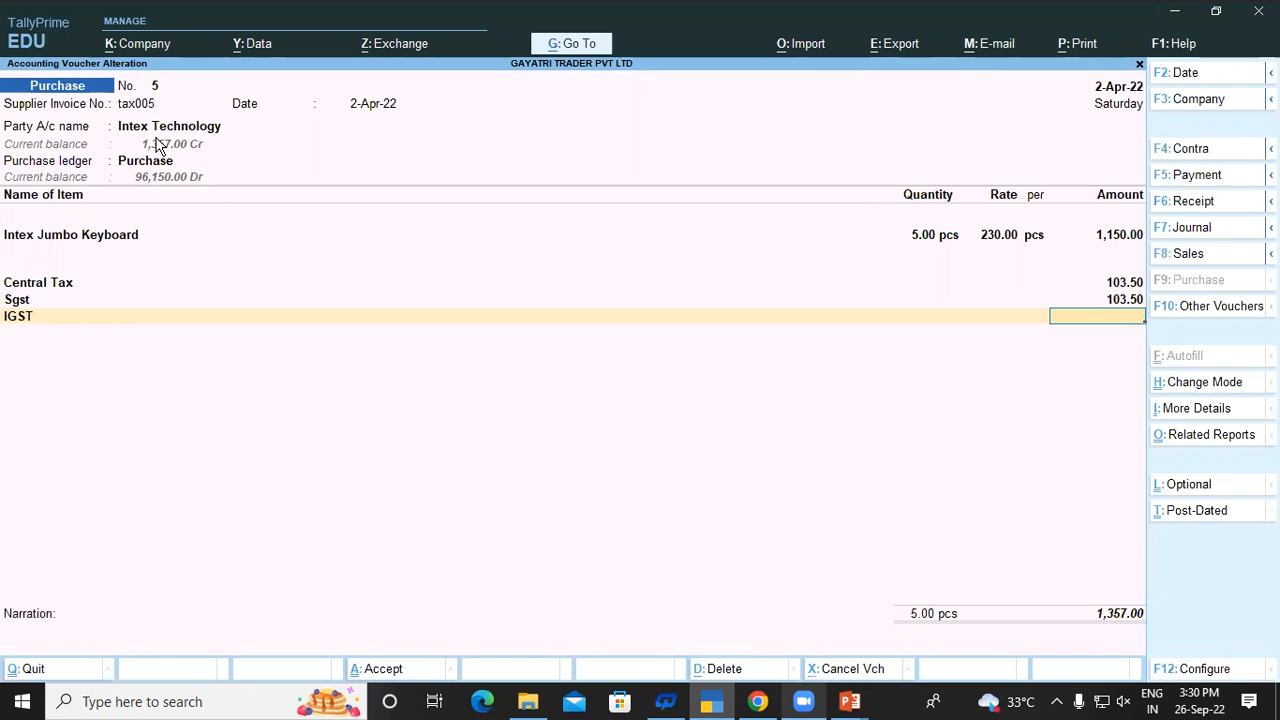 TallyPrime
EDU
MANAGE
K: Company
Y: Data
Z: Exchange
G: Go To
O: Import
E: Export
M: E-mail
P: Print
F1: Help
Accounting Voucher Alteration
GAYATRI TRADER PVT LTD
Purchase No. 5
2-Apr-22
Supplier Invoice No.: tax005 Date : 2-Apr-22
Saturday
Party A/c name : Intex Technology
Current balance : 1,357.00 Cr
Purchase ledger : Purchase
Current balance : 96,150.00 Dr
Name of Item Quantity Rate per Amount
Intex Jumbo Keyboard 5.00 pcs 230.00 pcs 1,150.00
Central Tax 103.50
Sgst 103.50
IGST
Narration: 5.00 pcs 1,357.00
F2: Date
F3: Company
F4: Contra
F5: Payment
F6: Receipt
F7: Journal
F8: Sales
F9: Purchase
F10: Other Vouchers
F: Autofill
H: Change Mode
I: More Details
O: Related Reports
L: Optional
T: Post-Dated
Q: Quit
A: Accept
D: Delete
X: Cancel Vch
F12: Configure
Type here to search
33°C
ENG
IN
3:30 PM
26-Sep-22